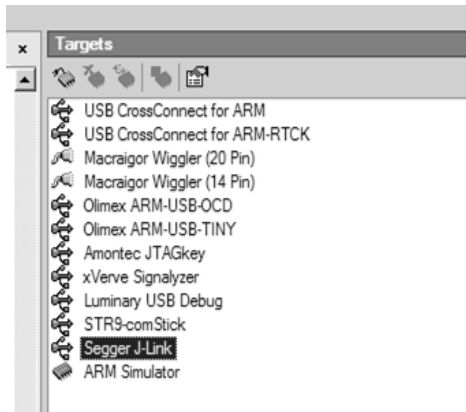 Targets
USB CrossConnect for ARM
USB CrossConnect for ARM-RTCK
Macraigor Wiggler (20 Pin)
Macraigor Wiggler (14 Pin)
Olimex ARM-USB-OCD
Olimex ARM-USB-TINY
Amontec JTAGkey
xVerve Signalyzer
Luminary USB Debug
STR9-comStick
Segger J-Link
ARM Simulator